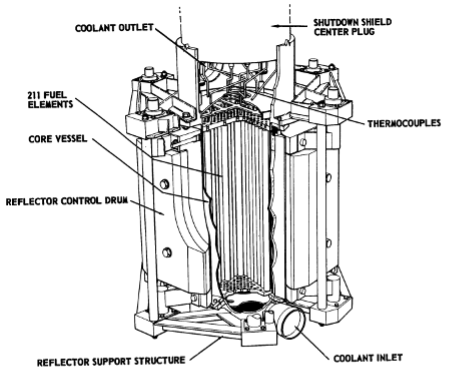 COOLANT OUTLET
SHUTDOWN SHIELD
CENTER PLUG
211 FUEL
ELEMENTS
THERMOCOUPLES
CORE VESSEL
REFLECTOR CONTROL DRUM
REFLECTOR SUPPORT STRUCTURE
COOLANT INLET